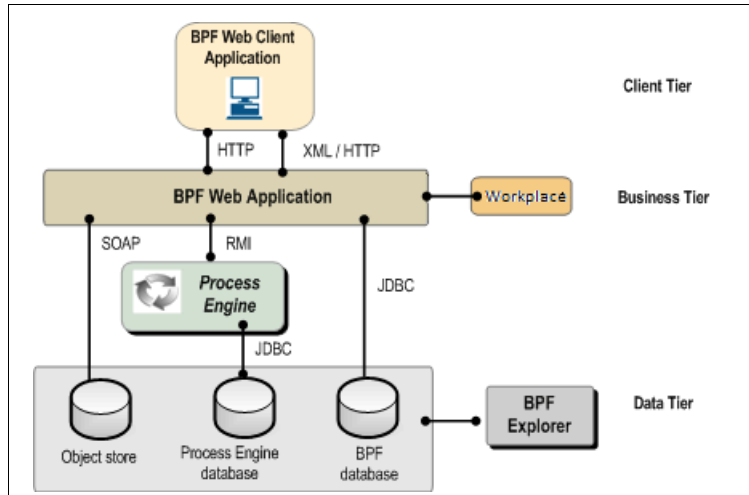 BPF Web Client
Application
Client Tier
HTTP
XML / HTTP
BPF Web Application
Workplace
Business Tier
SOAP
RMI
Process
Engine
JDBC
JDBC
BPF
Explorer
Data Tier
Object store
Process Engine
database
BPF
database